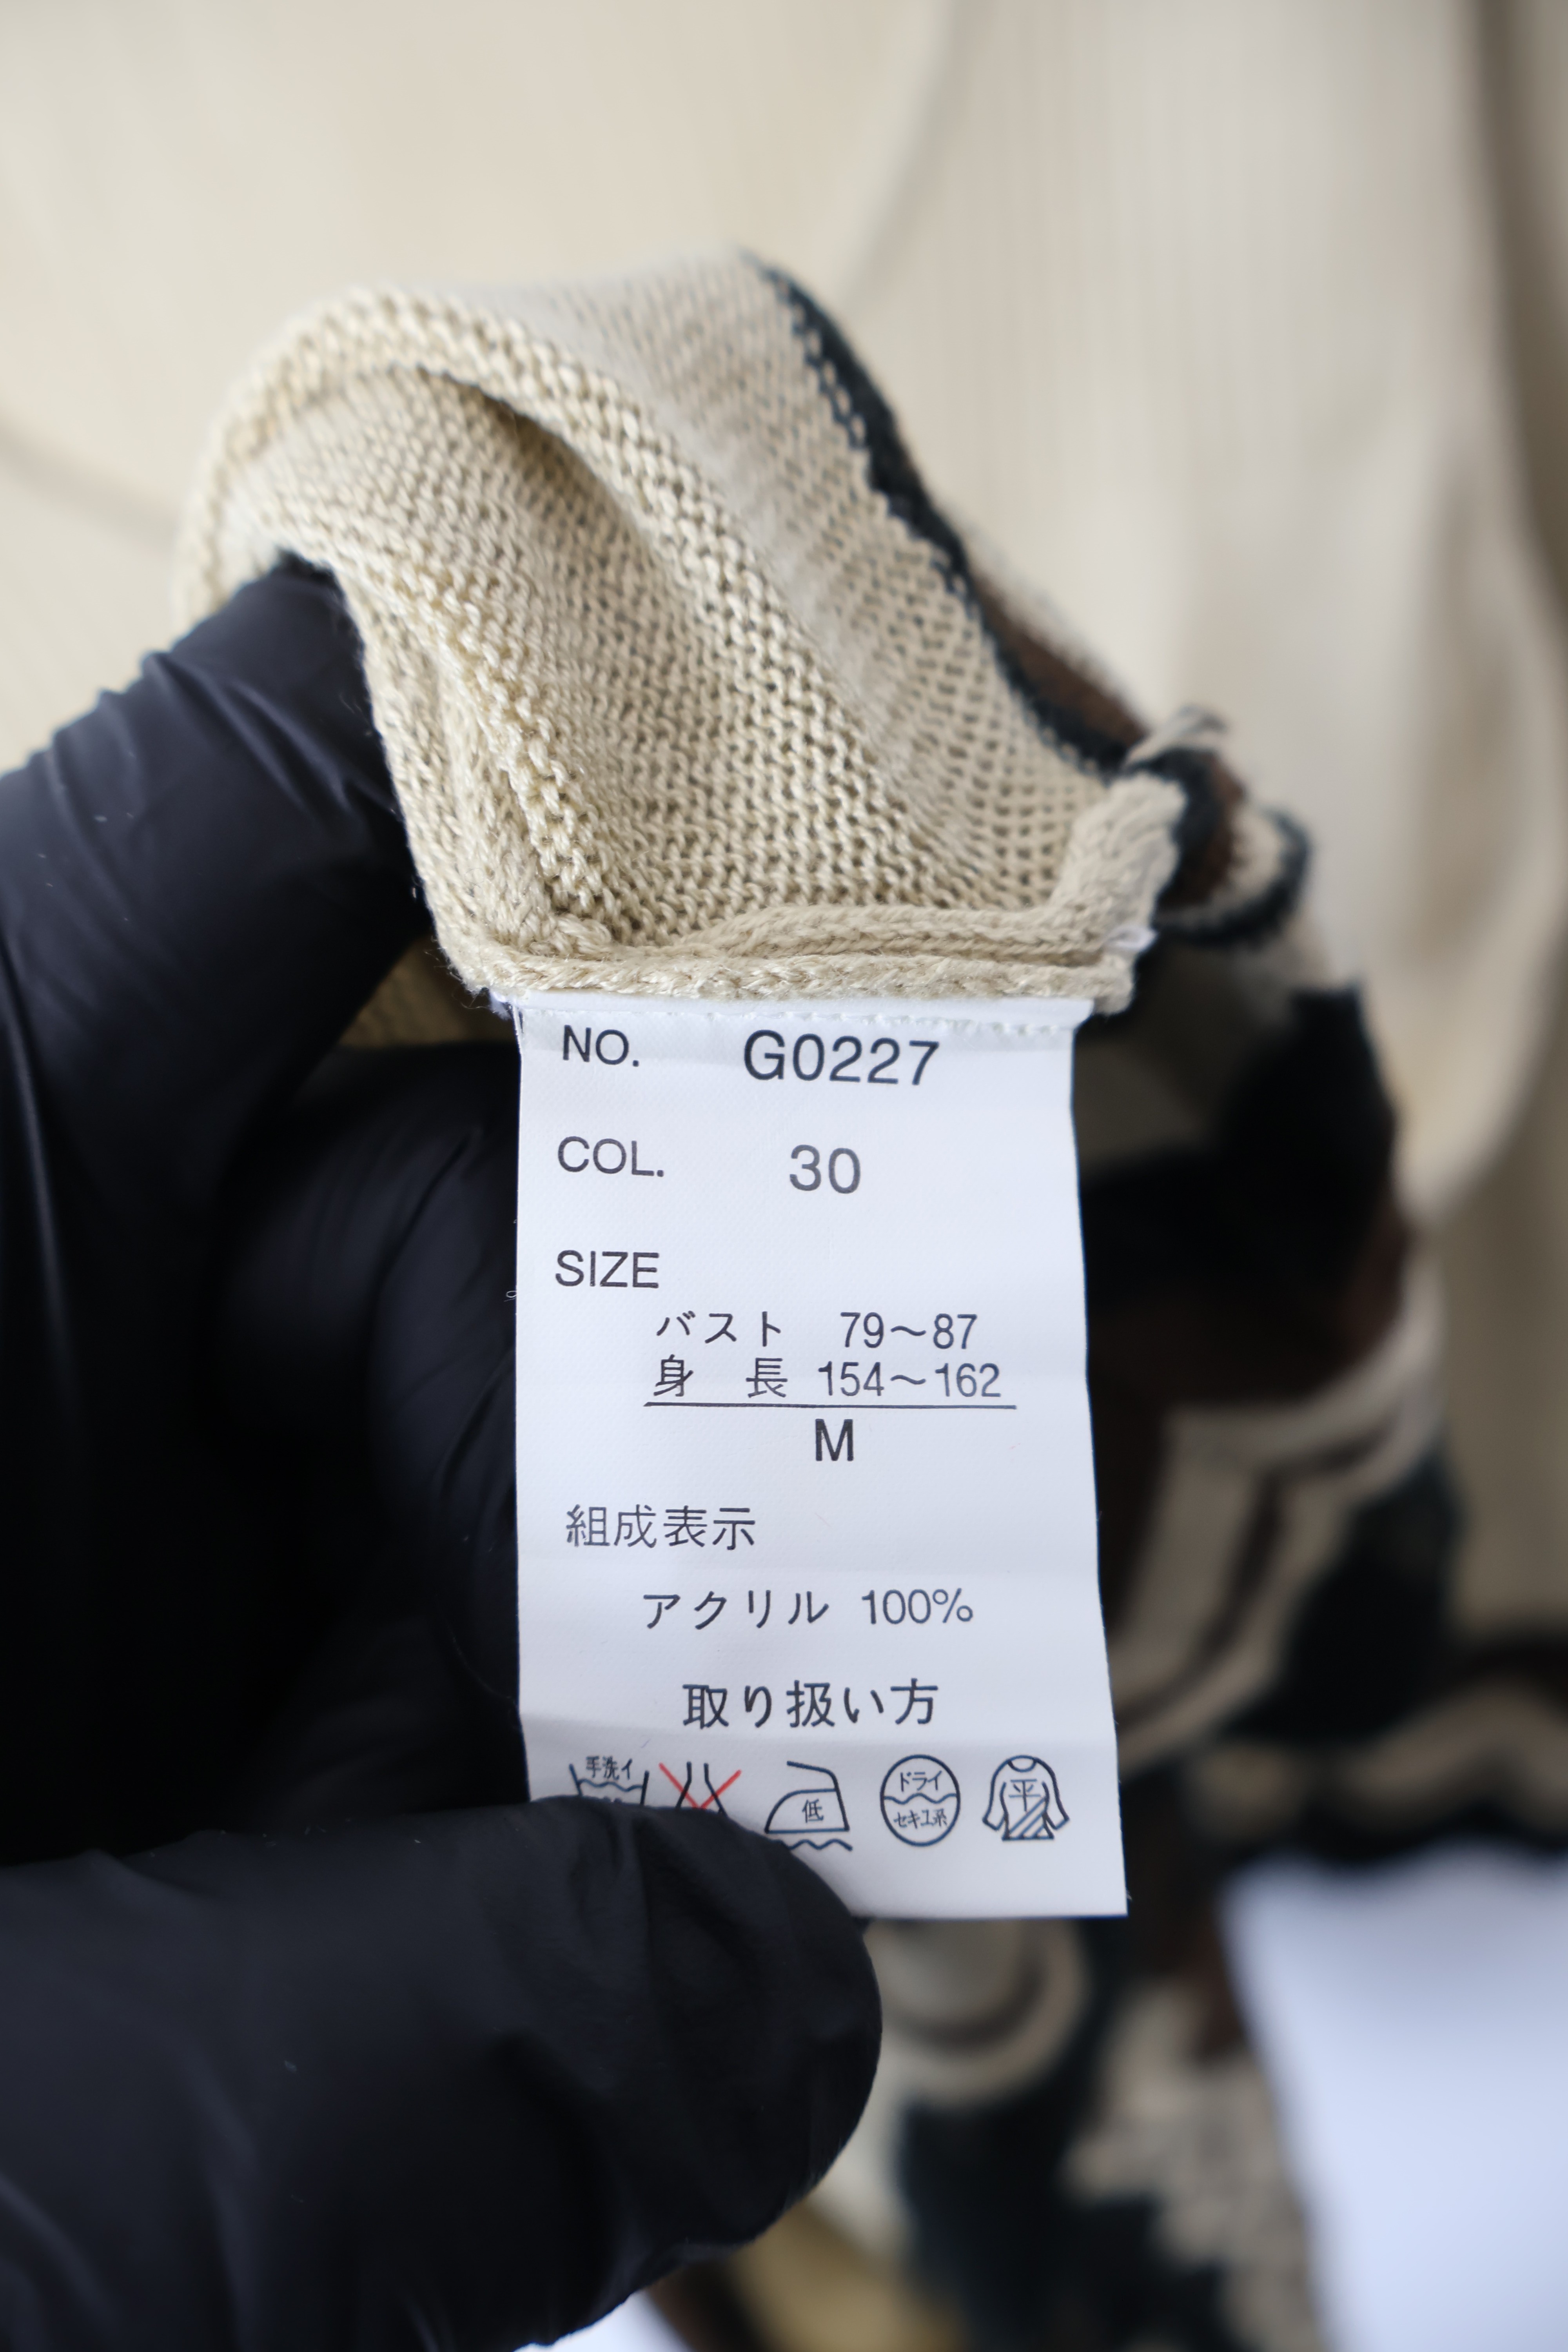 NO. G0227
COL. 30
SIZE
バスト 79～87
身長 154～162
M
組成表示
アクリル 100%
取り扱い方
手洗イ
低
ドライ
セキユ系
平